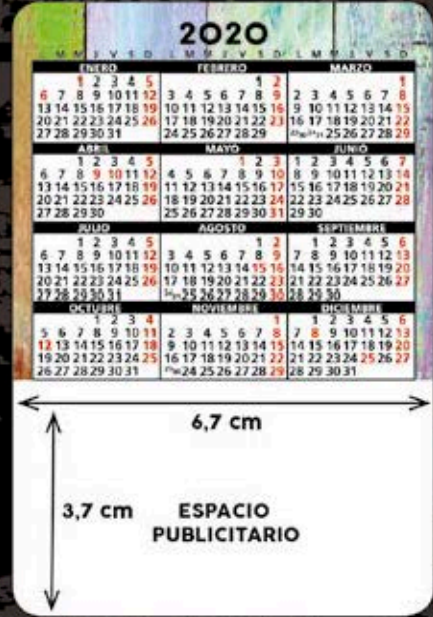 2020
M M J V S D L M M J V S D L M M J V S D
ENERO FEBRERO MARZO
1 2 3 4 5 1 2 1
6 7 8 9 10 11 12 3 4 5 6 7 8 9 2 3 4 5 6 7 8
13 14 15 16 17 18 19 10 11 12 13 14 15 16 9 10 11 12 13 14 15
20 21 22 23 24 25 26 17 18 19 20 21 22 23 16 17 18 19 20 21 22
27 28 29 30 31 24 25 26 27 28 29 23/30 24/31 25 26 27 28 29
ABRIL MAYO JUNIO
1 2 3 4 5 1 2 3 1 2 3 4 5 6 7
6 7 8 9 10 11 12 4 5 6 7 8 9 10 8 9 10 11 12 13 14
13 14 15 16 17 18 19 11 12 13 14 15 16 17 15 16 17 18 19 20 21
20 21 22 23 24 25 26 18 19 20 21 22 23 24 22 23 24 25 26 27 28
27 28 29 30 25 26 27 28 29 30 31 29 30
JULIO AGOSTO SEPTIEMBRE
1 2 3 4 5 1 2 1 2 3 4 5 6
6 7 8 9 10 11 12 3 4 5 6 7 8 9 7 8 9 10 11 12 13
13 14 15 16 17 18 19 10 11 12 13 14 15 16 14 15 16 17 18 19 20
20 21 22 23 24 25 26 17 18 19 20 21 22 23 21 22 23 24 25 26 27
27 28 29 30 31 24/31 25 26 27 28 29 30 28 29 30
OCTUBRE NOVIEMBRE DICIEMBRE
1 2 3 4 1 1 2 3 4 5 6
5 6 7 8 9 10 11 2 3 4 5 6 7 8 7 8 9 10 11 12 13
12 13 14 15 16 17 18 9 10 11 12 13 14 15 14 15 16 17 18 19 20
19 20 21 22 23 24 25 16 17 18 19 20 21 22 21 22 23 24 25 26 27
26 27 28 29 30 31 23/30 24 25 26 27 28 29 28 29 30 31
6,7 cm
3,7 cm
ESPACIO
PUBLICITARIO